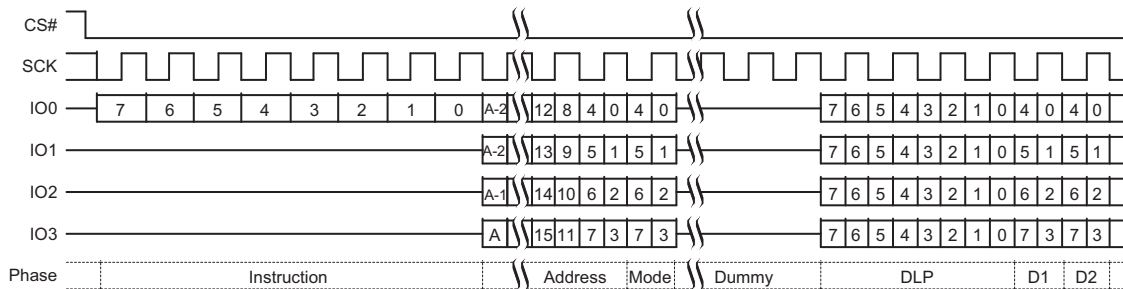 CS#
SCK
IO0 7 6 5 4 3 2 1 0 A-2 12 8 4 0 4 0 7 6 5 4 3 2 1 0 4 0 4 0
IO1 A-2 13 9 5 1 5 1 7 6 5 4 3 2 1 0 5 1 5 1
IO2 A-1 14 10 6 2 6 2 7 6 5 4 3 2 1 0 6 2 6 2
IO3 A 15 11 7 3 7 3 7 6 5 4 3 2 1 0 7 3 7 3
Phase Instruction Address Mode Dummy DLP D1 D2